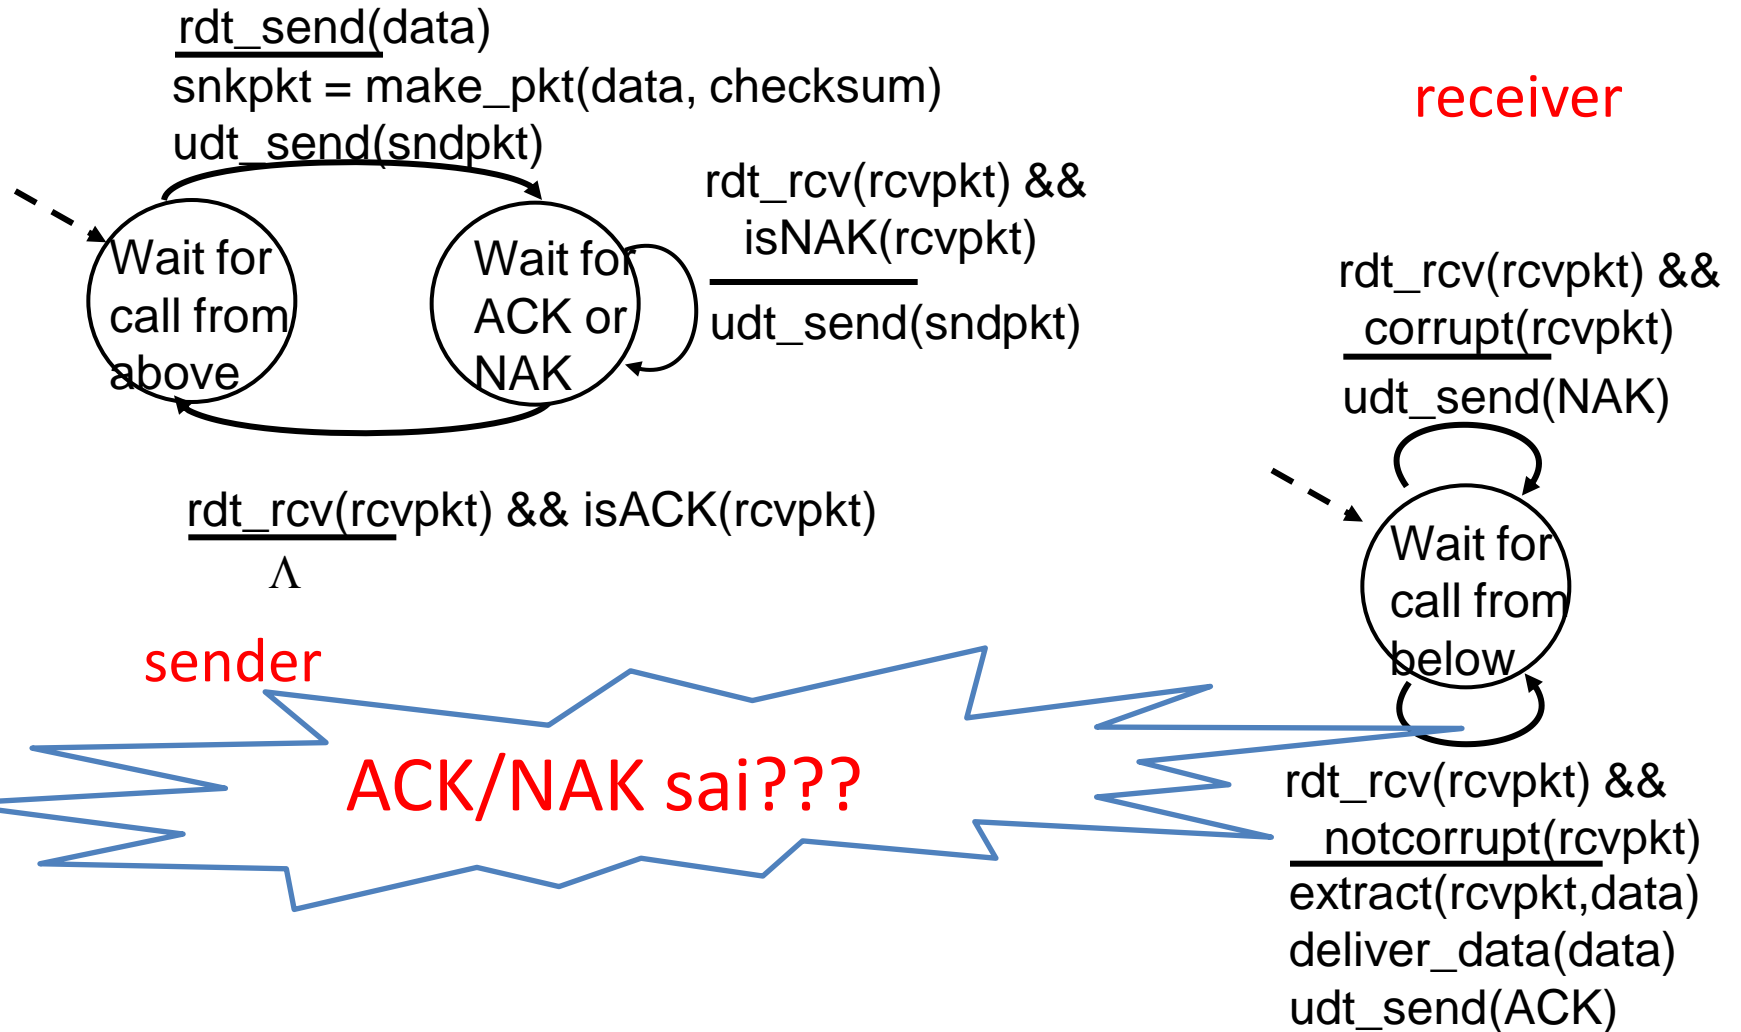 rdt_send(data)
snkpkt = make_pkt(data, checksum)
udt_send(sndpkt)
receiver
rdt_rcv(rcvpkt) &&
isNAK(rcvpkt)
udt_send(sndpkt)
Wait for
call from
above
Wait for
ACK or
NAK
rdt_rcv(rcvpkt) &&
corrupt(rcvpkt)
udt_send(NAK)
rdt_rcv(rcvpkt) && isACK(rcvpkt)
Λ
sender
Wait for
call from
below
ACK/NAK sai???
rdt_rcv(rcvpkt) &&
notcorrupt(rcvpkt)
extract(rcvpkt,data)
deliver_data(data)
udt_send(ACK)